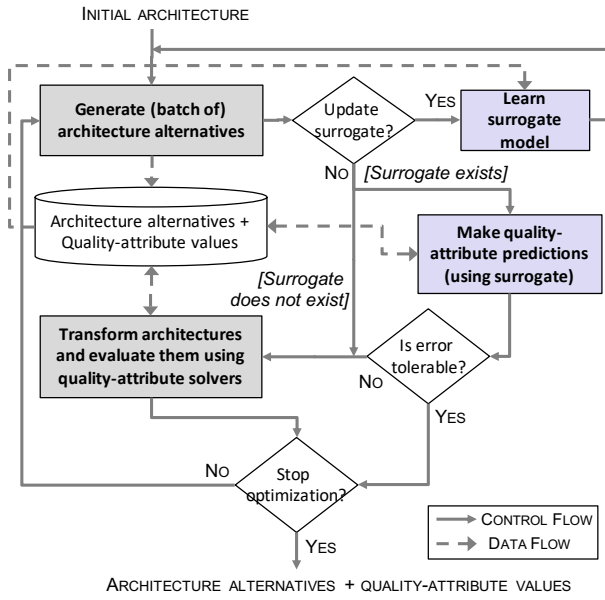 INITIAL ARCHITECTURE
Generate (batch of)
architecture alternatives
Update
surrogate?
YES
Learn
surrogate
model
NO
[Surrogate exists]
Architecture alternatives +
Quality-attribute values
Make quality-
attribute predictions
(using surrogate)
[Surrogate
does not exist]
Transform architectures
and evaluate them using
quality-attribute solvers
Is error
tolerable?
NO
YES
NO
Stop
optimization?
YES
CONTROL FLOW
DATA FLOW
ARCHITECTURE ALTERNATIVES + QUALITY-ATTRIBUTE VALUES